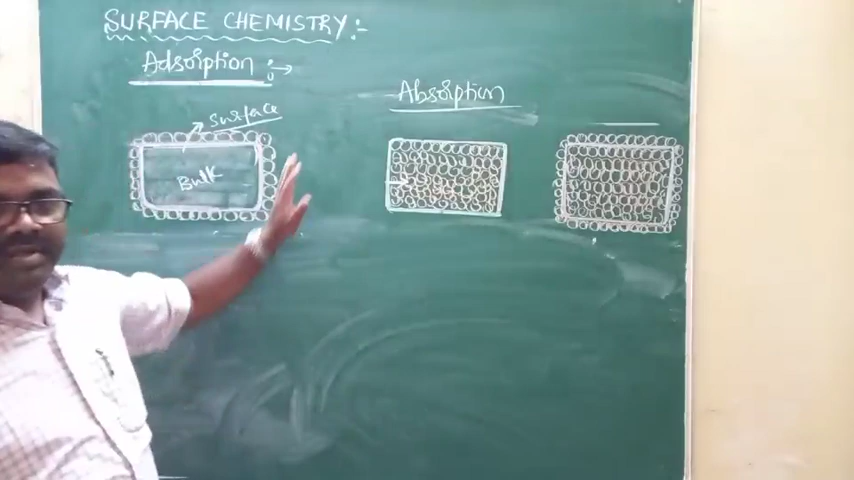 SURFACE CHEMISTRY :-
Adsorption :→
Absorption
surface
Bulk